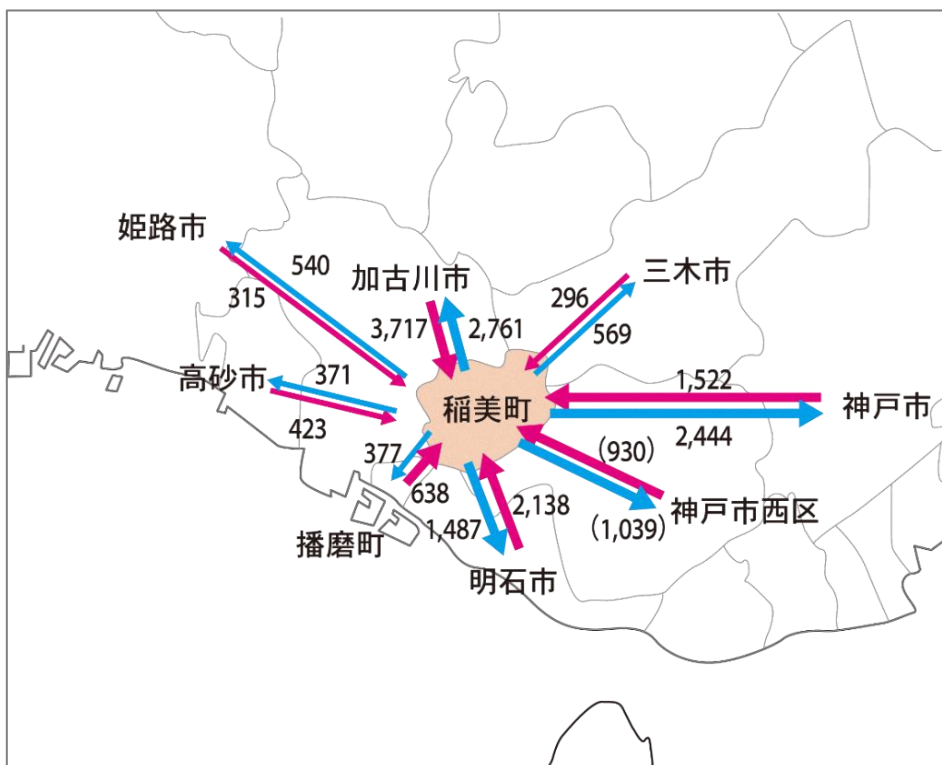 姫路市
540
315
加古川市
3,717
2,761
三木市
296
569
高砂市
371
423
稲美町
1,522
2,444
神戸市
377
638
播磨町
1,487
2,138
明石市
(930)
(1,039)
神戸市西区